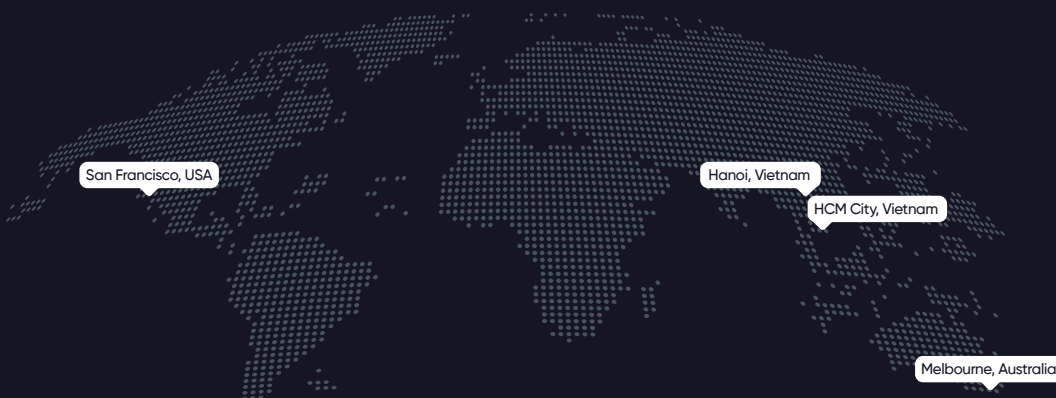 San Francisco, USA
Hanoi, Vietnam
HCM City, Vietnam
Melbourne, Australia